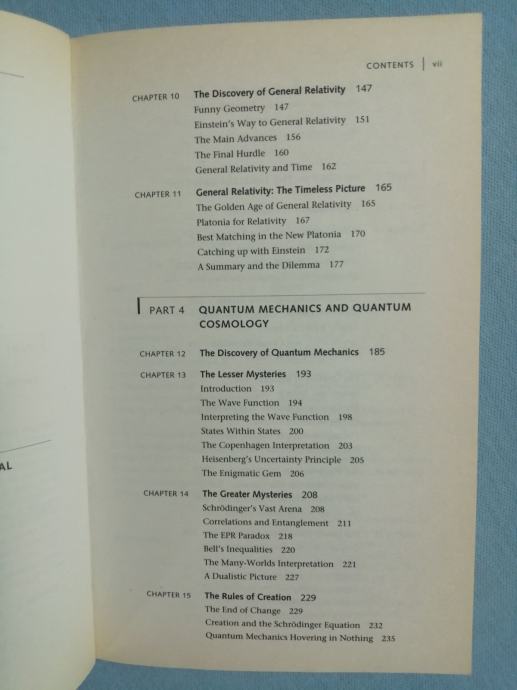 CONTENTS | vii
CHAPTER 10 The Discovery of General Relativity 147
Funny Geometry 147
Einstein's Way to General Relativity 151
The Main Advances 156
The Final Hurdle 160
General Relativity and Time 162
CHAPTER 11 General Relativity: The Timeless Picture 165
The Golden Age of General Relativity 165
Platonia for Relativity 167
Best Matching in the New Platonia 170
Catching up with Einstein 172
A Summary and the Dilemma 177
PART 4 QUANTUM MECHANICS AND QUANTUM
COSMOLOGY
CHAPTER 12 The Discovery of Quantum Mechanics 185
CHAPTER 13 The Lesser Mysteries 193
Introduction 193
The Wave Function 194
Interpreting the Wave Function 198
States Within States 200
The Copenhagen Interpretation 203
Heisenberg's Uncertainty Principle 205
The Enigmatic Gem 206
CHAPTER 14 The Greater Mysteries 208
Schrödinger's Vast Arena 208
Correlations and Entanglement 211
The EPR Paradox 218
Bell's Inequalities 220
The Many-Worlds Interpretation 221
A Dualistic Picture 227
CHAPTER 15 The Rules of Creation 229
The End of Change 229
Creation and the Schrödinger Equation 232
Quantum Mechanics Hovering in Nothing 235
AL